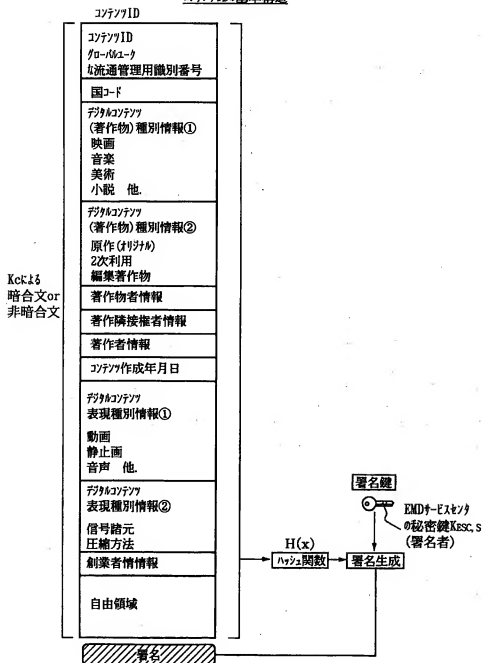 コンテンツID
コンテンツID
グローバルユーク
な流通管理用識別番号
国コード
デジタルコンテンツ
(著作物)種別情報①
映画
音楽
美術
小説 他.
デジタルコンテンツ
(著作物)種別情報②
原作(オリジナル)
2次利用
編集著作物
著作物者情報
著作隣接権者情報
著作者情報
コンテンツ作成年月日
デジタルコンテンツ
表現種別情報①
動画
静止画
音声 他.
デジタルコンテンツ
表現種別情報②
信号諸元
圧縮方法
創業者情情報
自由領域
署名
Kcによる
暗合文or
非暗合文
H(x)
ハッシュ関数
署名生成
署名鍵
EMDサービスセンタ
の秘密鍵KESC,S
(署名者)